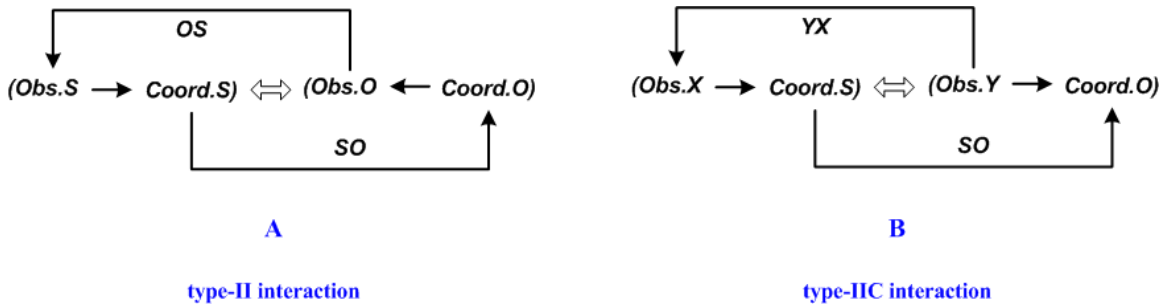 OS
(Obs.S Coord.S) (Obs.O Coord.O)
SO
A
type-II interaction
YX
(Obs.X Coord.S) (Obs.Y Coord.O)
SO
B
type-IIC interaction